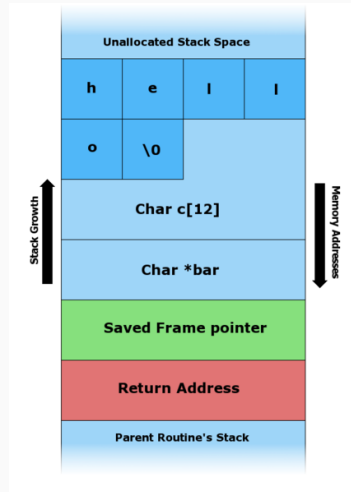 Unallocated Stack Space
h e l l
o \0
Char c[12]
Char *bar
Saved Frame pointer
Return Address
Parent Routine's Stack
Stack Growth
Memory Addresses